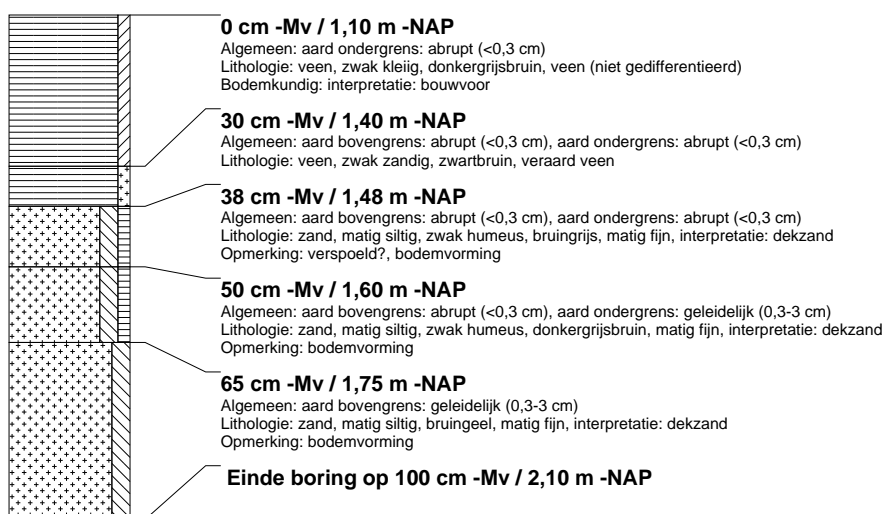 0 cm -Mv / 1,10 m -NAP
Algemeen: aard ondergrens: abrupt (<0,3 cm)
Lithologie: veen, zwak kleiig, donkergrijsbruin, veen (niet gedifferentieerd)
Bodemkundig: interpretatie: bouwvoor
30 cm -Mv / 1,40 m -NAP
Algemeen: aard bovengrens: abrupt (<0,3 cm), aard ondergrens: abrupt (<0,3 cm)
Lithologie: veen, zwak zandig, zwartbruin, veraard veen
38 cm -Mv / 1,48 m -NAP
Algemeen: aard bovengrens: abrupt (<0,3 cm), aard ondergrens: abrupt (<0,3 cm)
Lithologie: zand, matig siltig, zwak humeus, bruingrijs, matig fijn, interpretatie: dekzand
Opmerking: verspoeld?, bodemvorming
50 cm -Mv / 1,60 m -NAP
Algemeen: aard bovengrens: abrupt (<0,3 cm), aard ondergrens: geleidelijk (0,3-3 cm)
Lithologie: zand, matig siltig, zwak humeus, donkergrijsbruin, matig fijn, interpretatie: dekzand
Opmerking: bodemvorming
65 cm -Mv / 1,75 m -NAP
Algemeen: aard bovengrens: geleidelijk (0,3-3 cm)
Lithologie: zand, matig siltig, bruingeel, matig fijn, interpretatie: dekzand
Opmerking: bodemvorming
Einde boring op 100 cm -Mv / 2,10 m -NAP